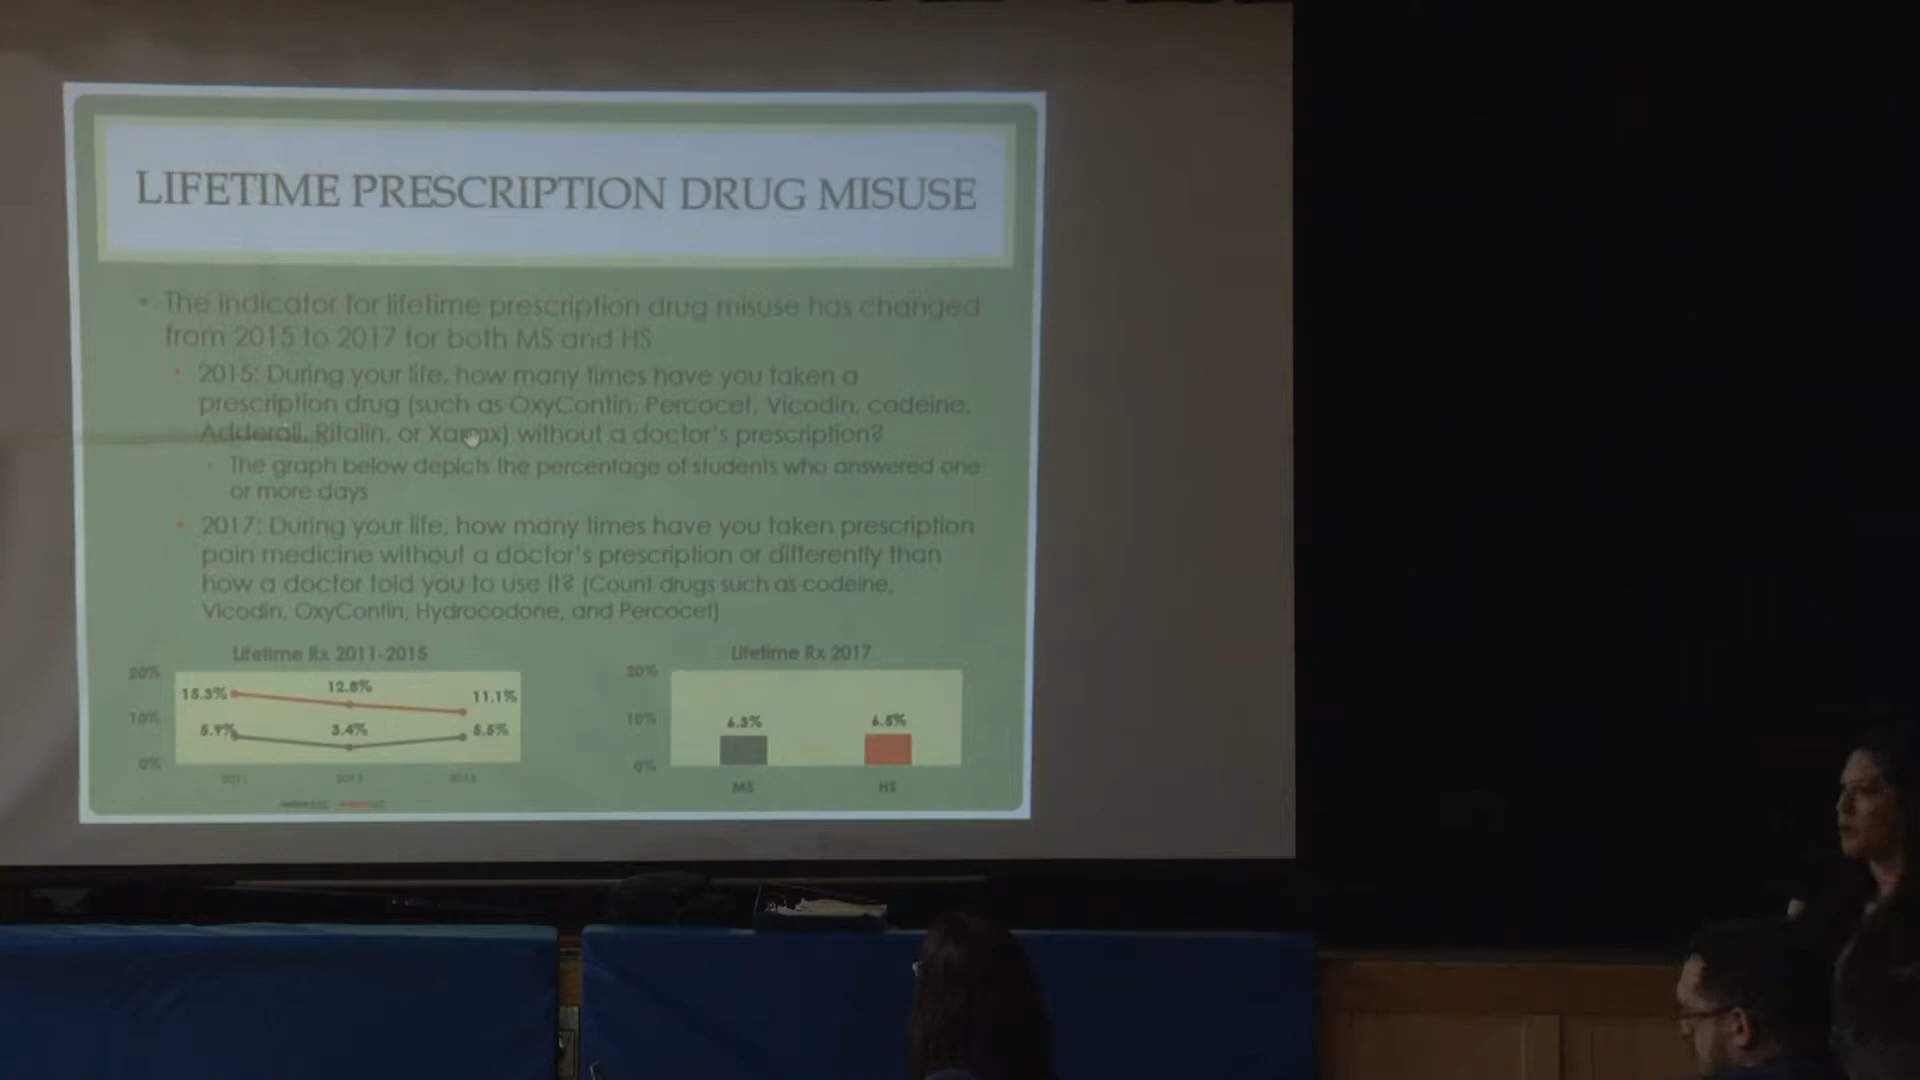 LIFETIME PRESCRIPTION DRUG MISUSE
• The indicator for lifetime prescription drug misuse has changed
from 2015 to 2017 for both MS and HS
• 2015: During your life, how many times have you taken a
prescription drug (such as OxyContin, Percocet, Vicodin, codeine,
Adderall, Ritalin, or Xanax) without a doctor's prescription?
The graph below depicts the percentage of students who answered one
or more days
• 2017: During your life, how many times have you taken prescription
pain medicine without a doctor's prescription or differently than
how a doctor told you to use it? (Count drugs such as codeine,
Vicodin, OxyContin, Hydrocodone, and Percocet)
Lifetime Rx 2011-2015
20%
10%
0%
15.3%
12.8%
11.1%
5.9%
3.4%
5.5%
2011
2013
2015
Lifetime Rx 2017
20%
10%
0%
6.3%
6.5%
MS
HS